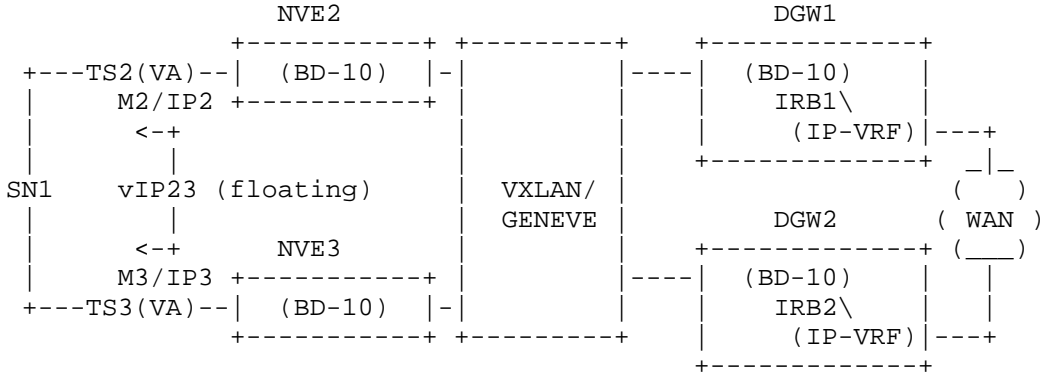 NVE2                           DGW1
                 +-----------+ +---------+    +-------------+
  +---TS2(VA)--|  (BD-10)  |-|         |----|  (BD-10)    |
  |      M2/IP2 +-----------+ |         |    |    IRB1\    |
  |       <-+                 |         |    |     (IP-VRF)|---+
  |         |                 |         |    +-------------+  _|_
 SN1    vIP23 (floating)      | VXLAN/  |                    (   )
  |         |                 | GENEVE  |         DGW2      ( WAN )
  |       <-+      NVE3       |         |    +-------------+ (___)
  |      M3/IP3 +-----------+ |         |----|  (BD-10)    |   |
  +---TS3(VA)--|  (BD-10)  |-|         |    |    IRB2\    |   |
                 +-----------+ +---------+    |     (IP-VRF)|---+
                                              +-------------+